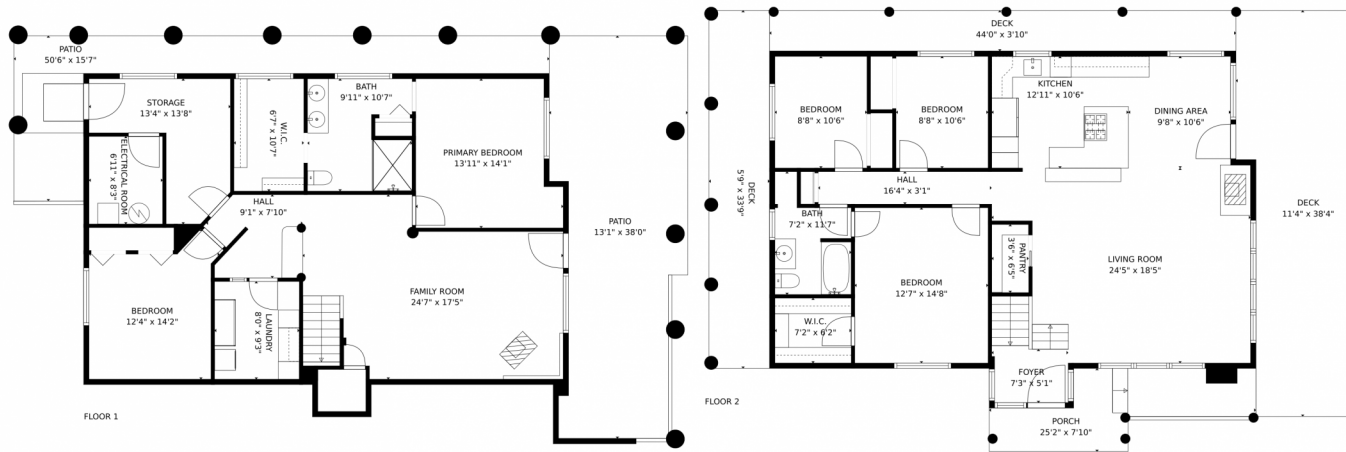 PATIO
50'6" x 15'7"
STORAGE
13'4" x 13'8"
BATH
9'11" x 10'7"
W.I.C.
6'7" x 10'7"
PRIMARY BEDROOM
13'11" x 14'1"
ELECTRICAL ROOM
6'11" x 8'3"
HALL
9'1" x 7'10"
PATIO
13'1" x 38'0"
BEDROOM
12'4" x 14'2"
LAUNDRY
8'0" x 9'3"
FAMILY ROOM
24'7" x 17'5"
FLOOR 1
DECK
44'0" x 3'10"
KITCHEN
12'11" x 10'6"
BEDROOM
8'8" x 10'6"
BEDROOM
8'8" x 10'6"
DINING AREA
9'8" x 10'6"
DECK
5'9" x 33'9"
HALL
16'4" x 3'1"
BATH
7'2" x 11'7"
DECK
11'4" x 38'4"
PANTRY
3'6" x 6'5"
LIVING ROOM
24'5" x 18'5"
BEDROOM
12'7" x 14'8"
W.I.C.
7'2" x 6'2"
FOYER
7'3" x 5'1"
PORCH
25'2" x 7'10"
FLOOR 2